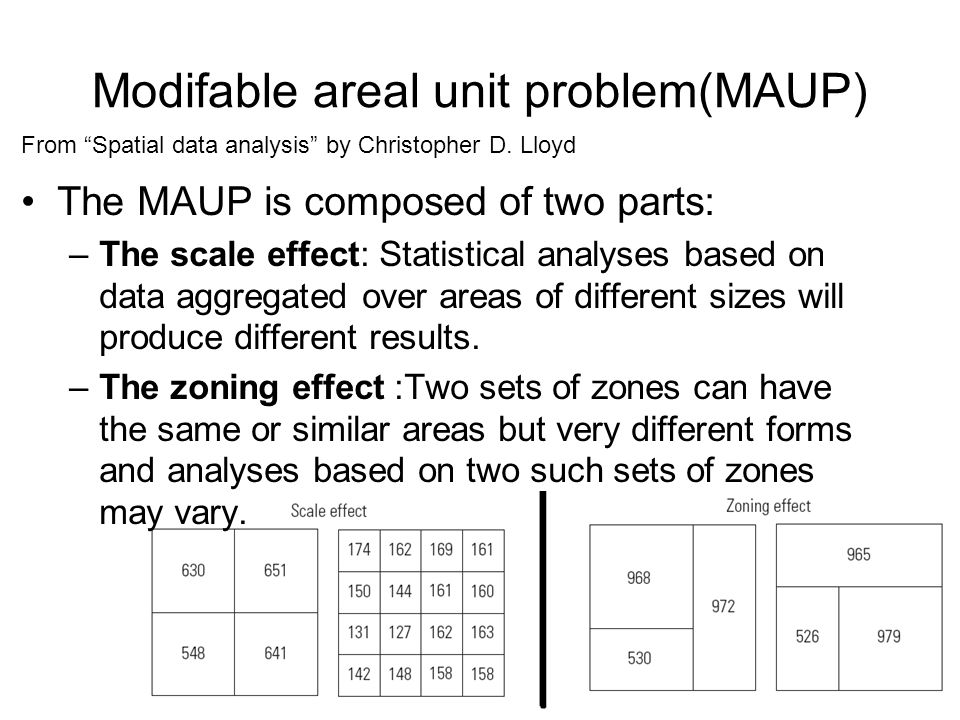 Modifable areal unit problem(MAUP)
From “Spatial data analysis” by Christopher D. Lloyd
• The MAUP is composed of two parts:
–The scale effect: Statistical analyses based on
data aggregated over areas of different sizes will
produce different results.
–The zoning effect :Two sets of zones can have
the same or similar areas but very different forms
and analyses based on two such sets of zones
may vary.
Scale effect
630 651
548 641
174 162 169 161
150 144 161 160
131 127 162 163
142 148 158 158
Zoning effect
968
972
530
965
526 979